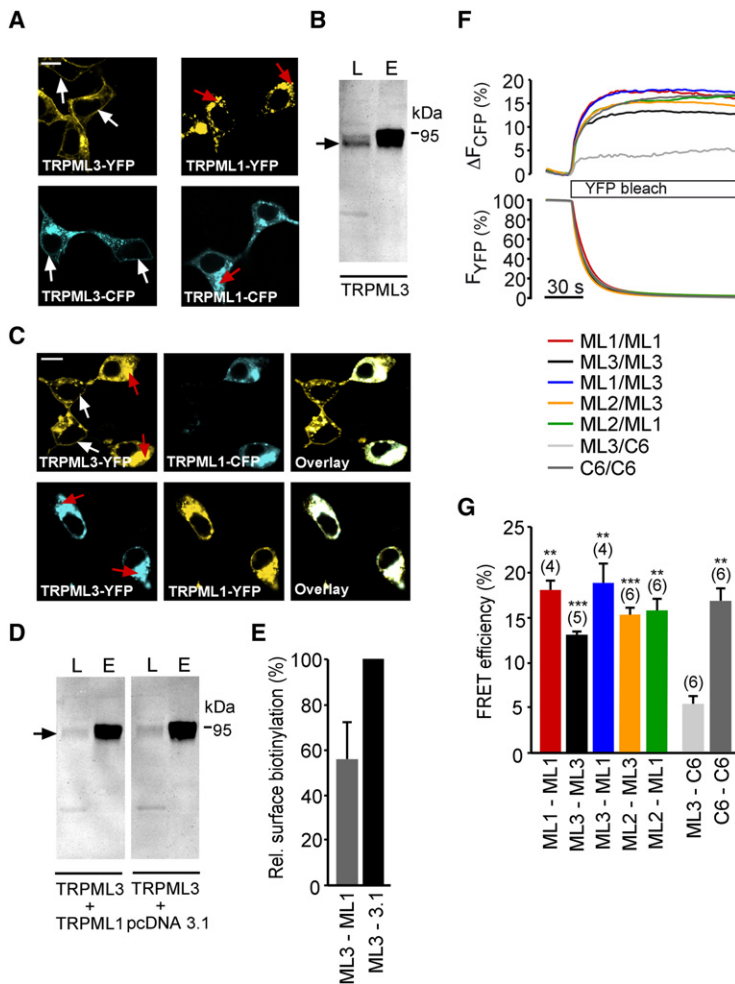 A
TRPML3-YFP
TRPML1-YFP
TRPML3-CFP
TRPML1-CFP
B
L E
kDa
95
TRPML3
C
TRPML3-YFP
TRPML1-CFP
Overlay
TRPML3-YFP
TRPML1-YFP
Overlay
D
L E L E
kDa
95
TRPML3
+
TRPML1
TRPML3
+
pcDNA 3.1
E
Rel. surface biotinylation (%)
100
80
60
40
20
0
ML3 - ML1
ML3 - 3.1
F
ΔF CFP (%)
20
15
10
5
0
YFP bleach
F YFP (%)
100
80
60
40
20
0
30 s
ML1/ML1
ML3/ML3
ML1/ML3
ML2/ML3
ML2/ML1
ML3/C6
C6/C6
G
FRET efficiency (%)
25
20
15
10
5
0
** (4)
*** (5)
** (4)
*** (6)
** (6)
(6)
** (6)
ML1 - ML1
ML3 - ML3
ML3 - ML1
ML2 - ML3
ML2 - ML1
ML3 - C6
C6 - C6